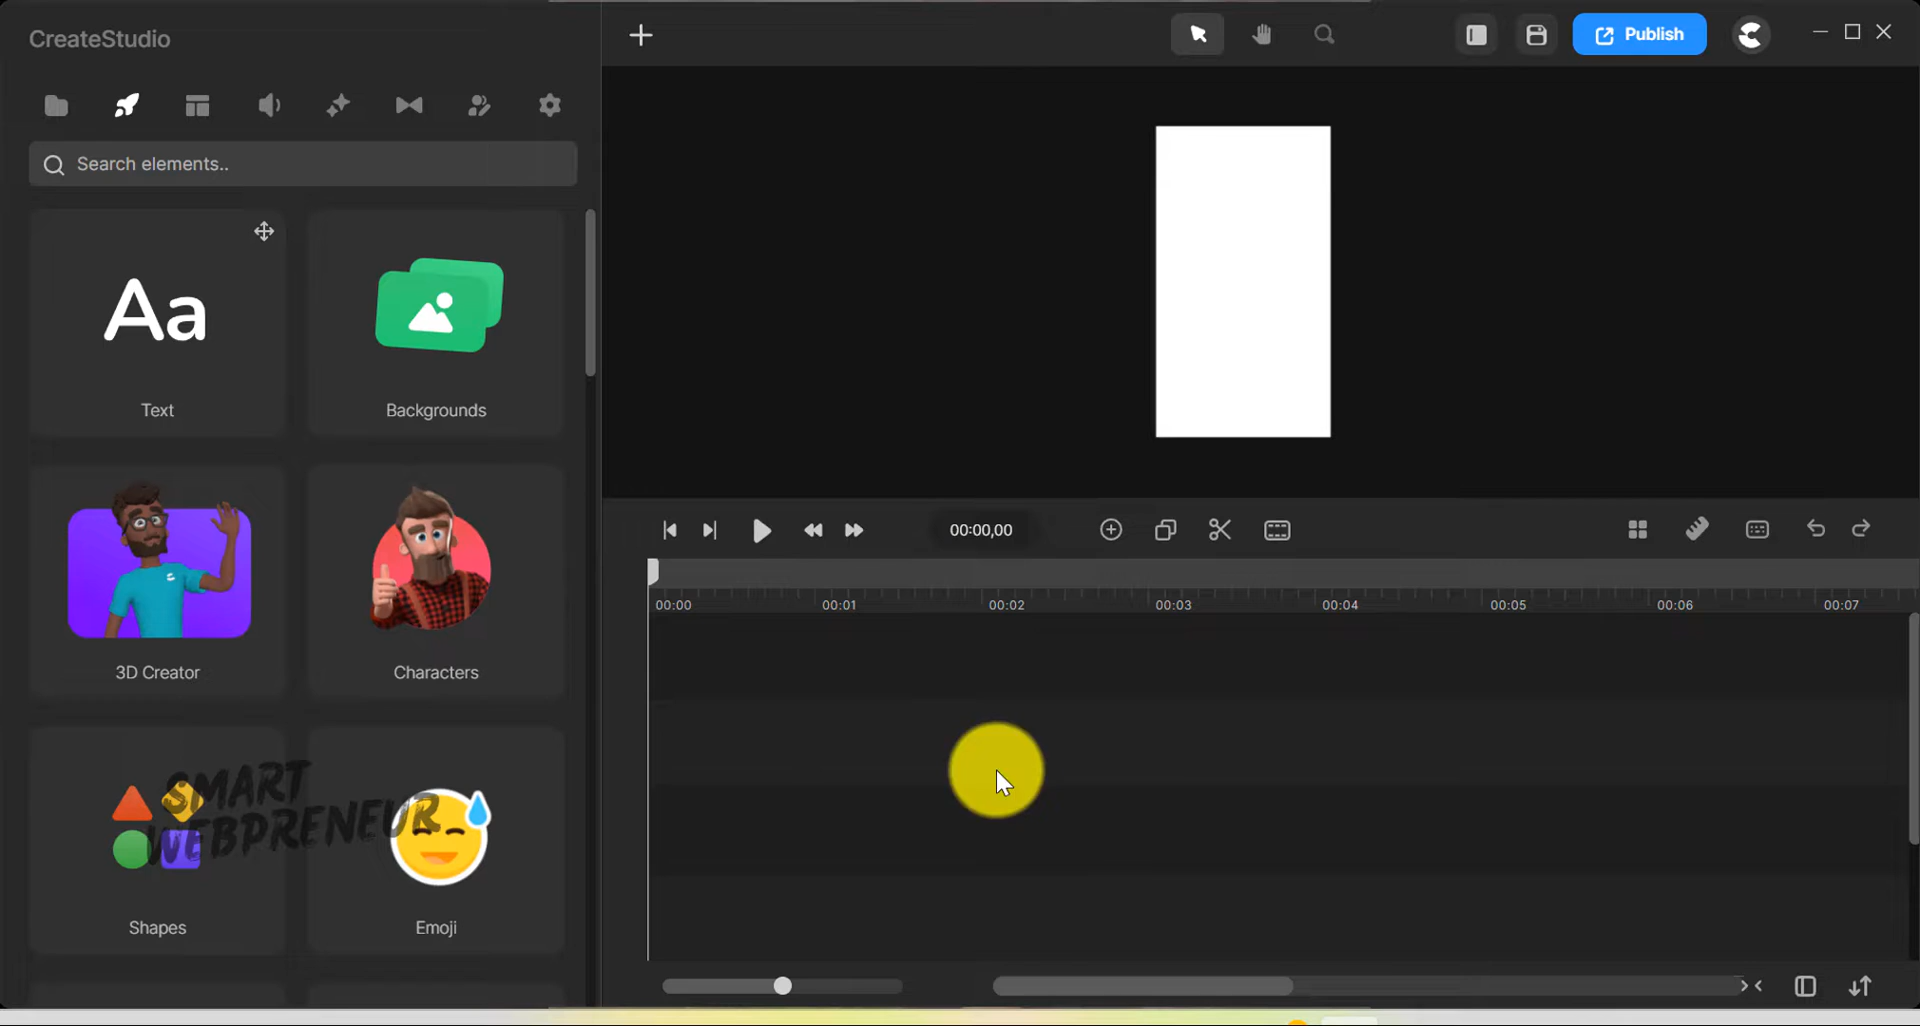 CreateStudio
Publish
Search elements..
Aa
Text
Backgrounds
3D Creator
Characters
SMART
WEBPRENEUR
Shapes
Emoji
00:00,00
00:00 00:01 00:02 00:03 00:04 00:05 00:06 00:07